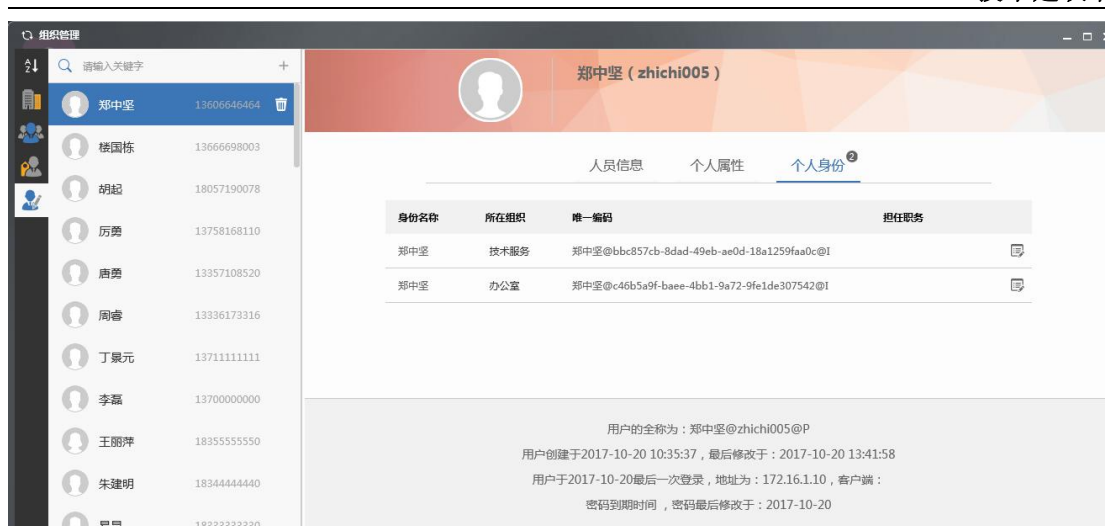 组织管理
请输入关键字
郑中坚 13606646464
楼国栋 13666698003
胡起 18057190078
厉勇 13758168110
唐勇 13357108520
周睿 13336173316
丁景元 13711111111
李磊 13700000000
王丽萍 18355555550
朱建明 18344444440
郑中坚（zhichi005）
人员信息 个人属性 个人身份 2
身份名称 所在组织 唯一编码 担任职务
郑中坚 技术服务 郑中坚@bbc857cb-8dad-49eb-ae0d-18a1259faa0c@I
郑中坚 办公室 郑中坚@c46b5a9f-baee-4bb1-9a72-9fe1de307542@I
用户的全称为：郑中坚@zhichi005@P
用户创建于2017-10-20 10:35:37，最后修改于：2017-10-20 13:41:58
用户于2017-10-20最后一次登录，地址为：172.16.1.10，客户端：
密码到期时间 ，密码最后修改于：2017-10-20